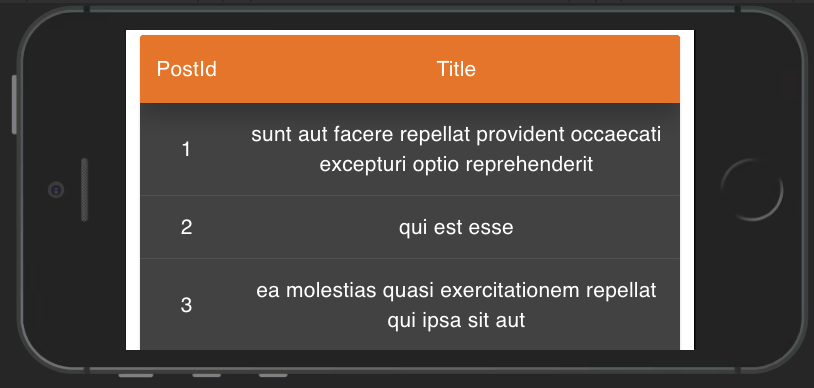 PostId Title
1 sunt aut facere repellat provident occaecati
excepturi optio reprehenderit
2 qui est esse
3 ea molestias quasi exercitationem repellat
qui ipsa sit aut